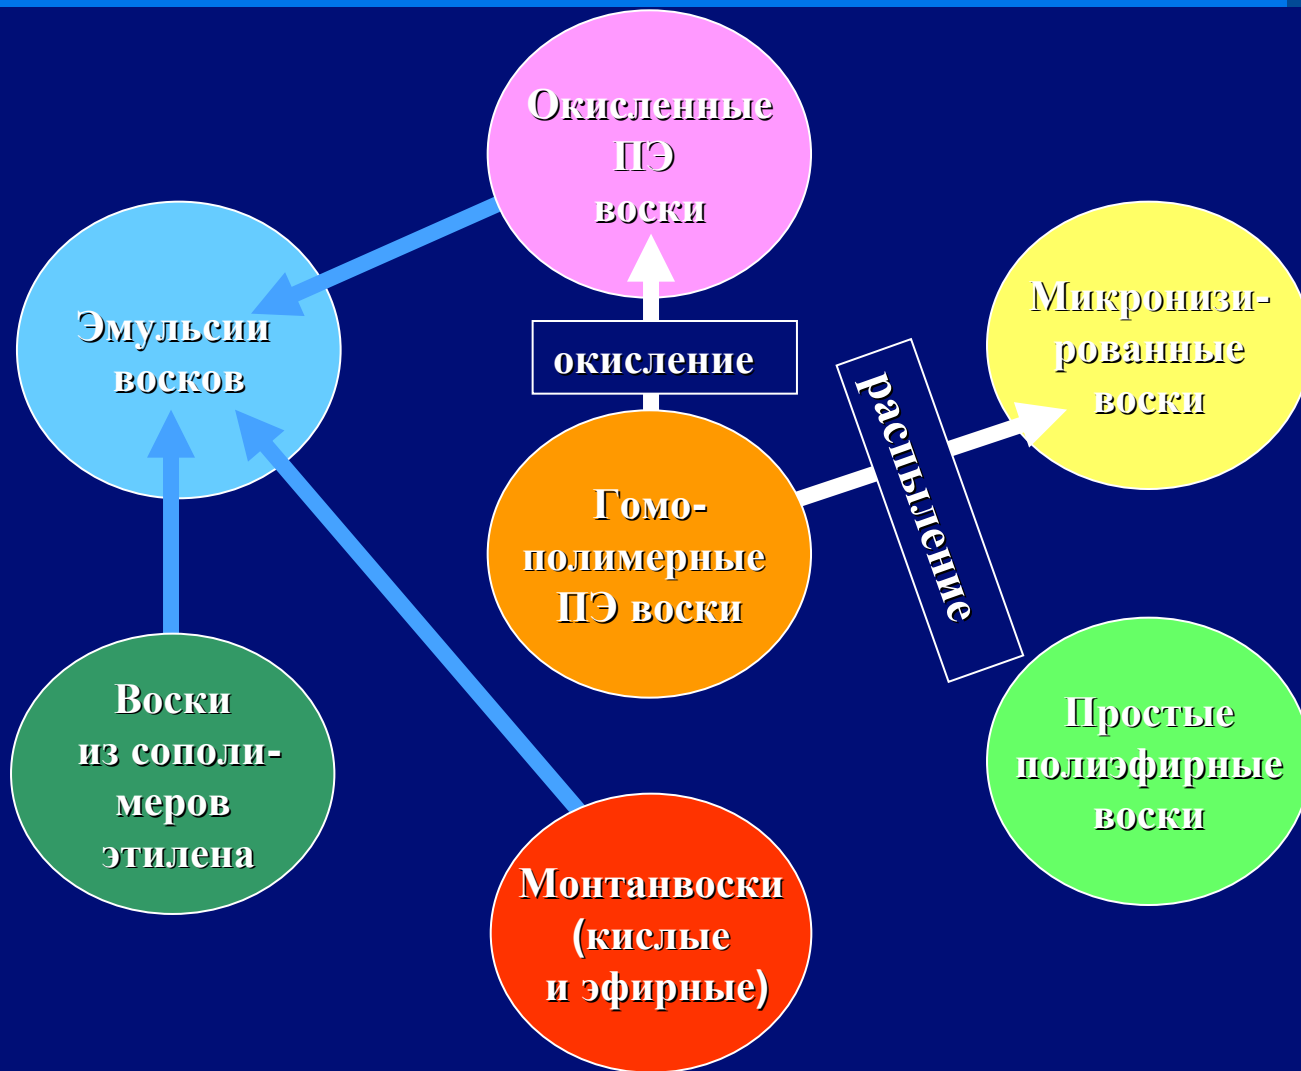 Окисленные
ПЭ
воски
Эмульсии
восков
Микронизи-
рованные
воски
окисление
распыление
Гомо-
полимерные
ПЭ воски
Воски
из сополи-
меров
этилена
Простые
полиэфирные
воски
Монтанвоски
(кислые
и эфирные)